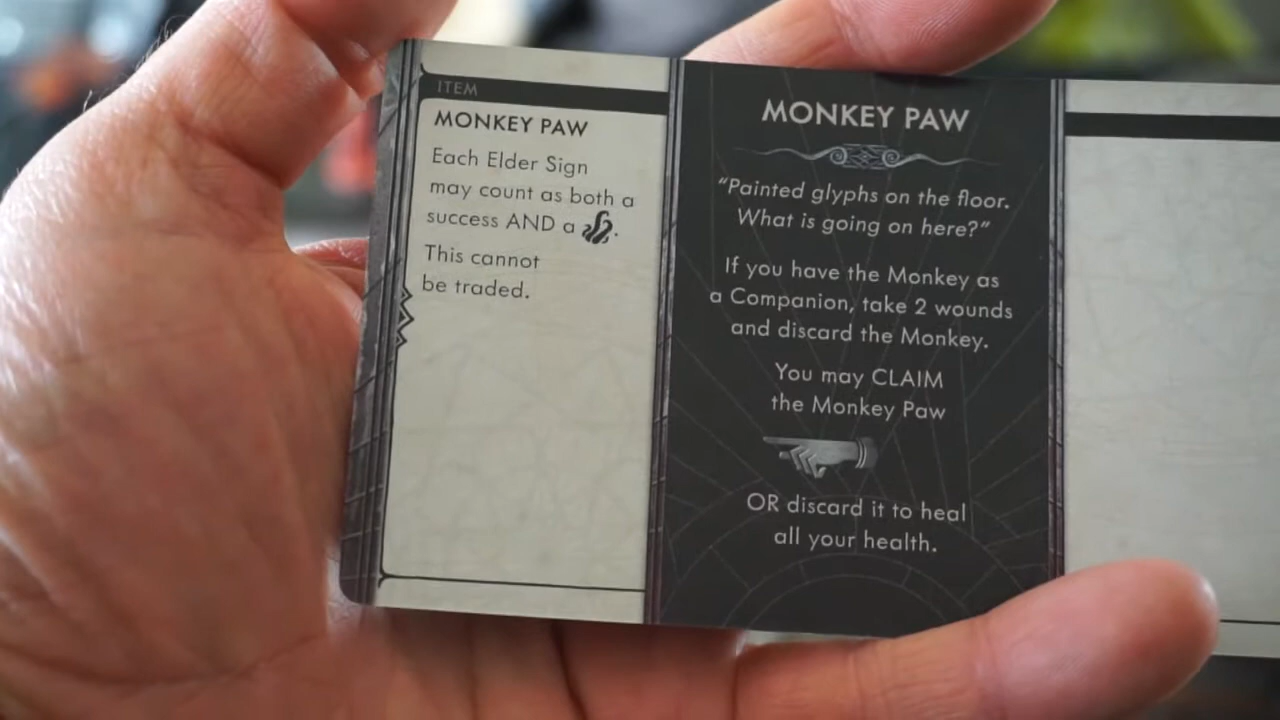 ITEM
MONKEY PAW
Each Elder Sign
may count as both a
success AND a .
This cannot
be traded.
MONKEY PAW
“Painted glyphs on the floor.
What is going on here?”
If you have the Monkey as
a Companion, take 2 wounds
and discard the Monkey.
You may CLAIM
the Monkey Paw
OR discard it to heal
all your health.